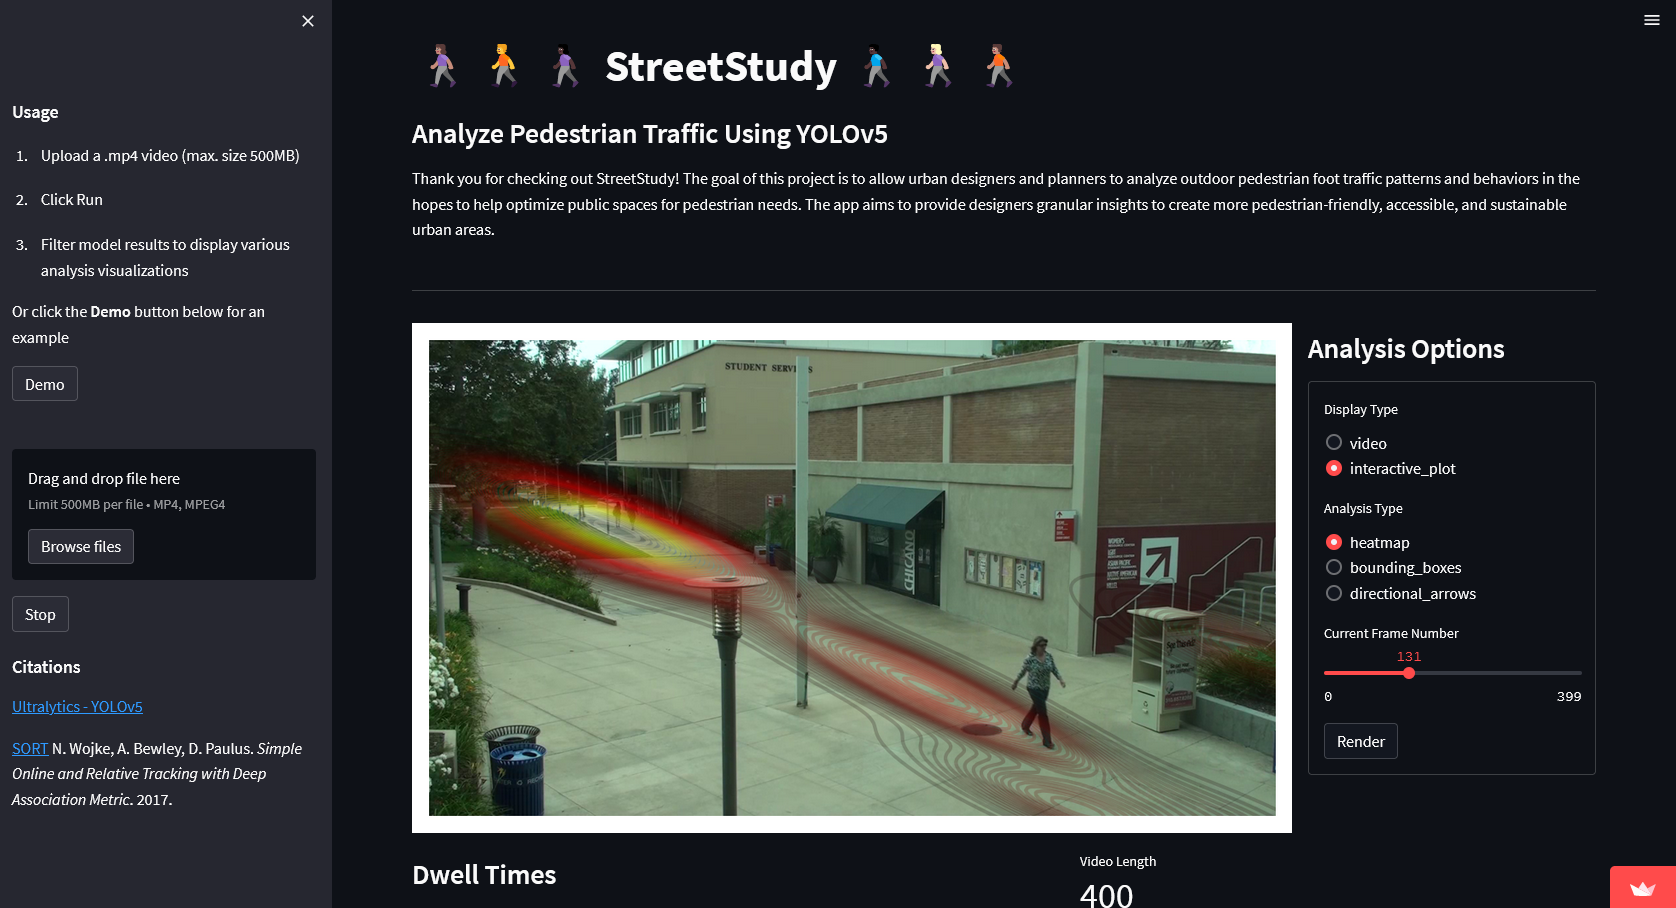 Usage
1. Upload a .mp4 video (max. size 500MB)
2. Click Run
3. Filter model results to display various
analysis visualizations
Or click the Demo button below for an
example
Demo
Drag and drop file here
Limit 500MB per file • MP4, MPEG4
Browse files
Stop
Citations
Ultralytics - YOLOv5
SORT N. Wojke, A. Bewley, D. Paulus. Simple
Online and Relative Tracking with Deep
Association Metric. 2017.
StreetStudy
Analyze Pedestrian Traffic Using YOLOv5
Thank you for checking out StreetStudy! The goal of this project is to allow urban designers and planners to analyze outdoor pedestrian foot traffic patterns and behaviors in the
hopes to help optimize public spaces for pedestrian needs. The app aims to provide designers granular insights to create more pedestrian-friendly, accessible, and sustainable
urban areas.
STUDENT SERVICES
CHICANO
Analysis Options
Display Type
video
interactive_plot
Analysis Type
heatmap
bounding_boxes
directional_arrows
Current Frame Number
131
0
399
Render
Dwell Times
Video Length
400